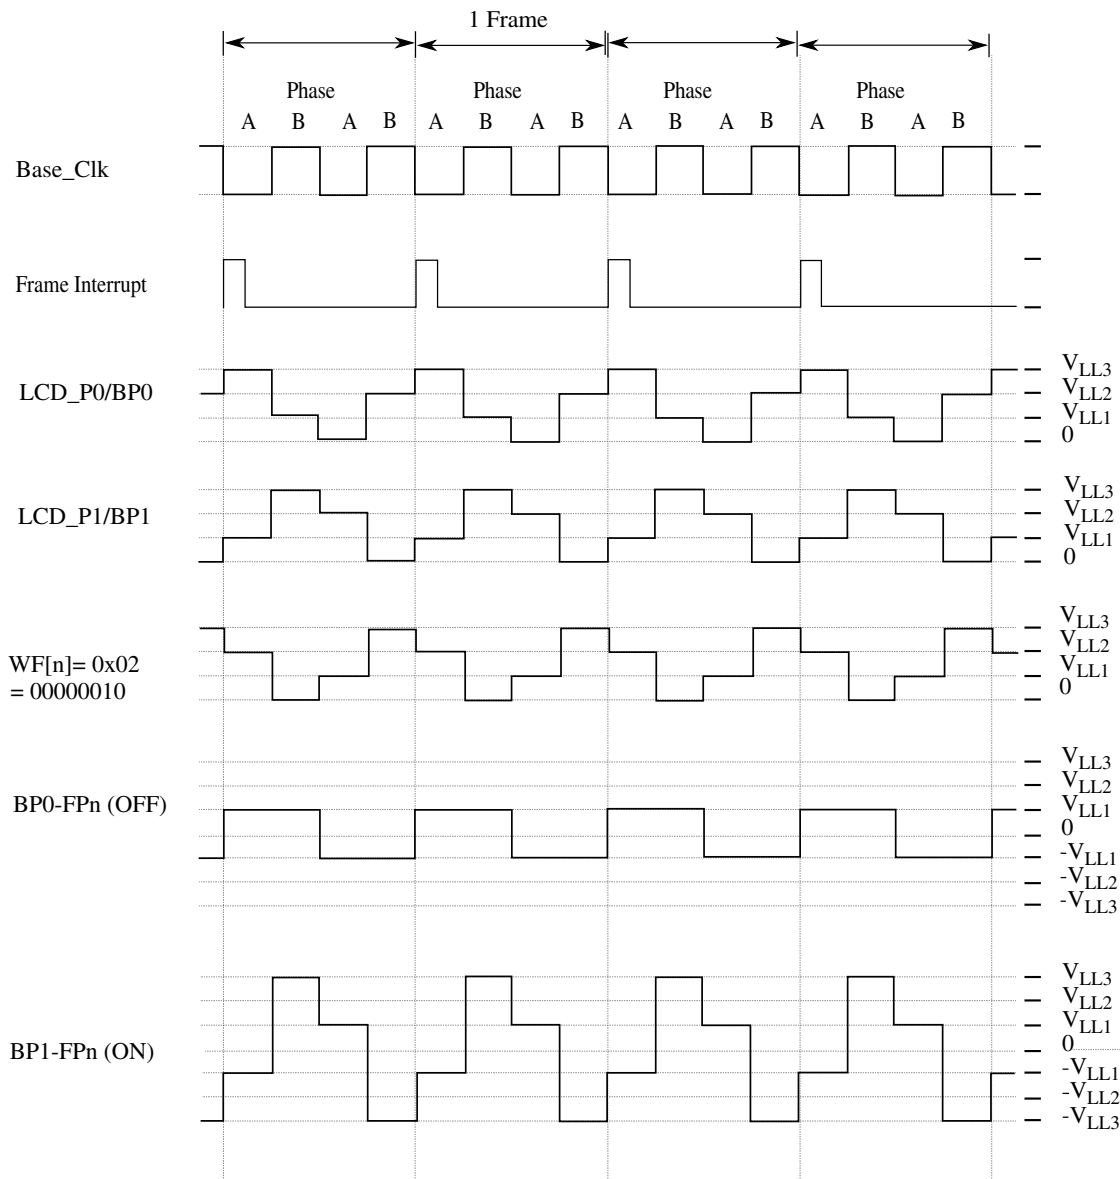 1 Frame
Phase Phase Phase Phase
A B A B A B A B A B A B A B A B
Base_Clk
Frame Interrupt
LCD_P0/BP0
VLL3
VLL2
VLL1
0
LCD_P1/BP1
VLL3
VLL2
VLL1
0
WF[n]= 0x02
= 00000010
VLL3
VLL2
VLL1
0
BP0-FPn (OFF)
VLL3
VLL2
VLL1
0
-VLL1
-VLL2
-VLL3
BP1-FPn (ON)
VLL3
VLL2
VLL1
0
-VLL1
-VLL2
-VLL3